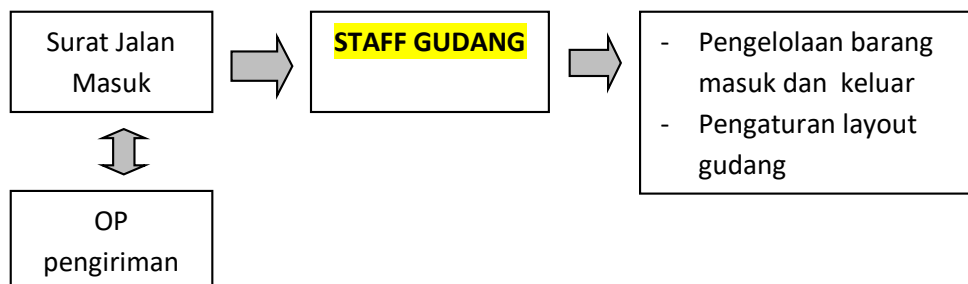 Surat Jalan
Masuk
STAFF GUDANG
- Pengelolaan barang
masuk dan keluar
- Pengaturan layout
gudang
OP
pengiriman